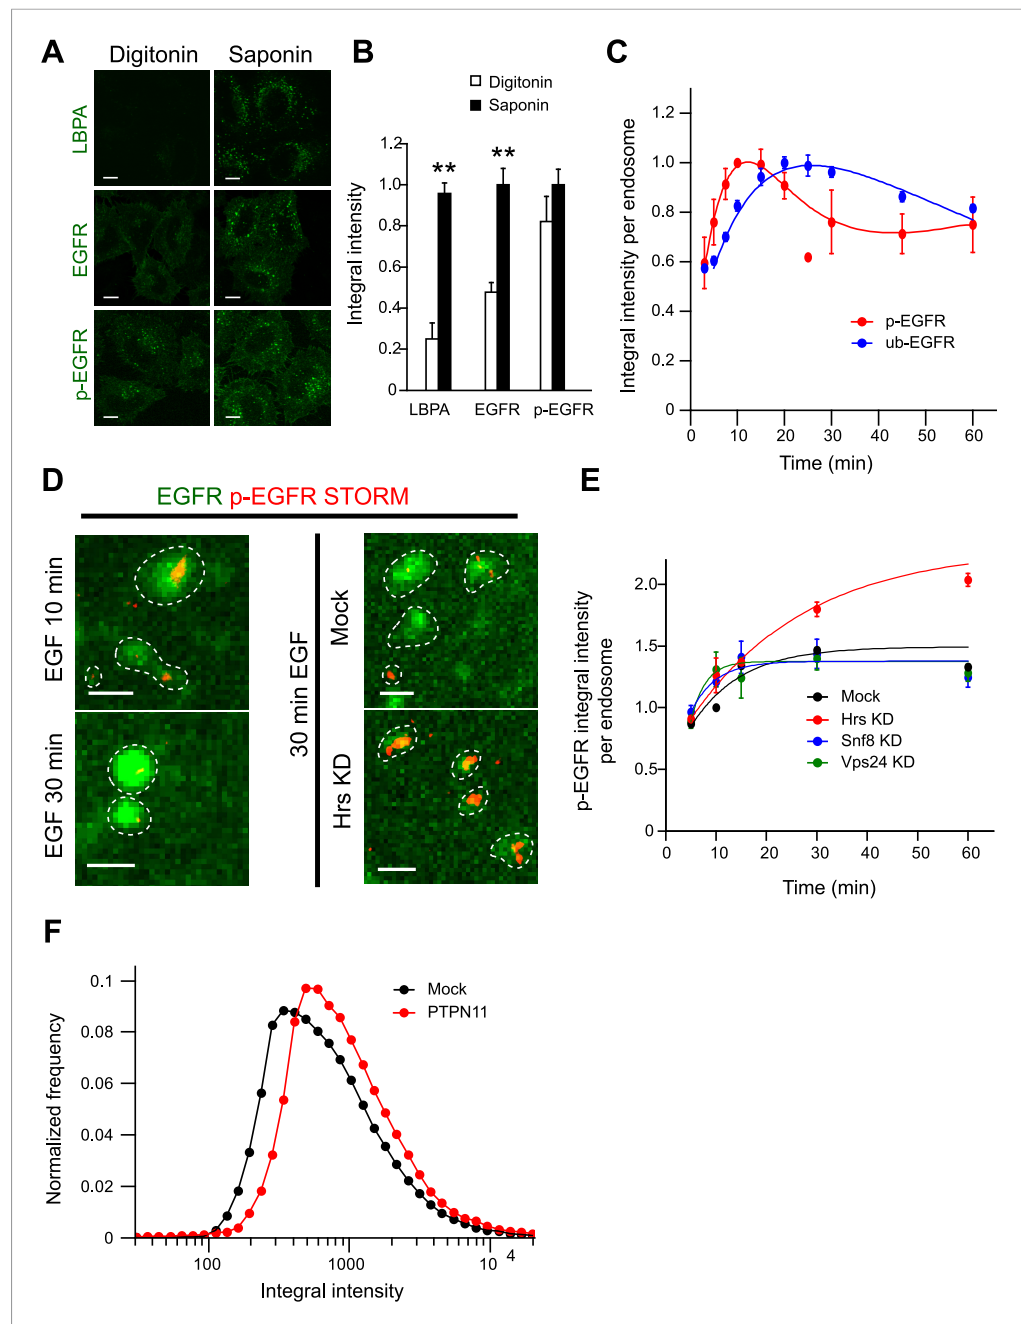 A
Digitonin Saponin
LBPA
EGFR
p-EGFR
B
Digitonin
Saponin
Integral intensity
1.2
1.0
0.8
0.6
0.4
0.2
0
** **
LBPA EGFR p-EGFR
C
Integral intensity per endosome
1.2
1.0
0.8
0.6
0.4
0.2
0
p-EGFR
ub-EGFR
0 10 20 30 40 50 60
Time (min)
D
EGFR p-EGFR STORM
EGF 10 min
EGF 30 min
30 min EGF
Mock
Hrs KD
E
p-EGFR integral intensity
per endosome
2.0
1.5
1.0
0.5
0
Mock
Hrs KD
Snf8 KD
Vps24 KD
0 10 20 30 40 50 60
Time (min)
F
Normalized frequency
0.1
0.08
0.06
0.04
0.02
0
Mock
PTPN11
100 1000 10 4
Integral intensity